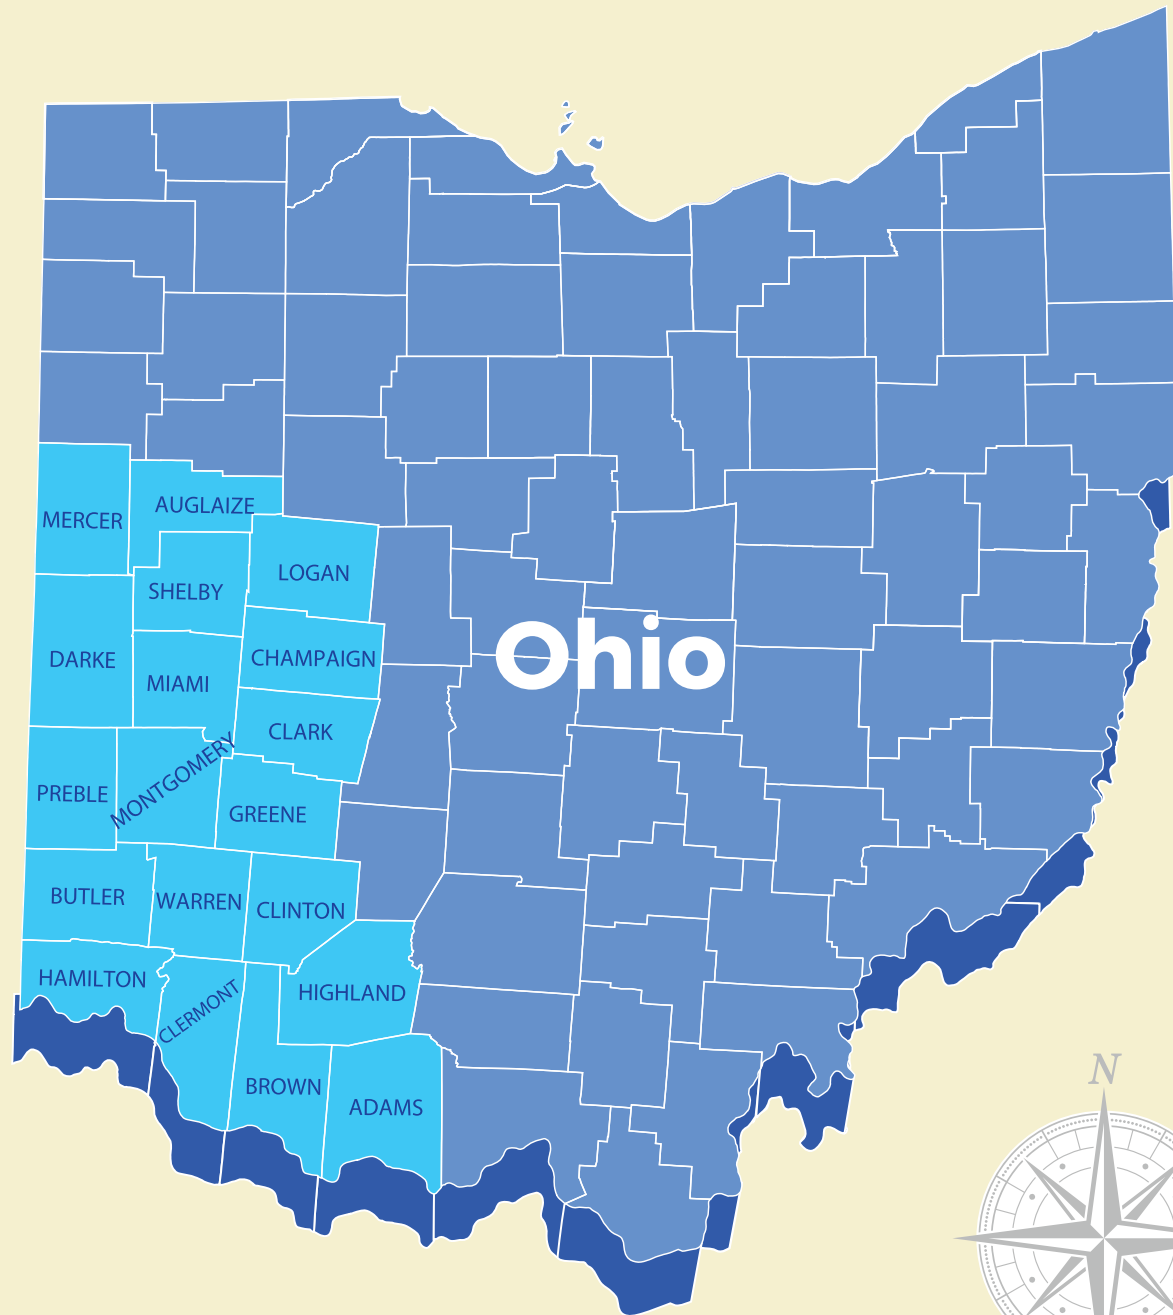 N
MERCER
AUGLAIZE
SHELBY
LOGAN
DARKE
MIAMI
CHAMPAIGN
Ohio
CLARK
PREBLE
MONTGOMERY
GREENE
BUTLER
WARREN
CLINTON
HAMILTON
CLERMONT
HIGHLAND
BROWN
ADAMS